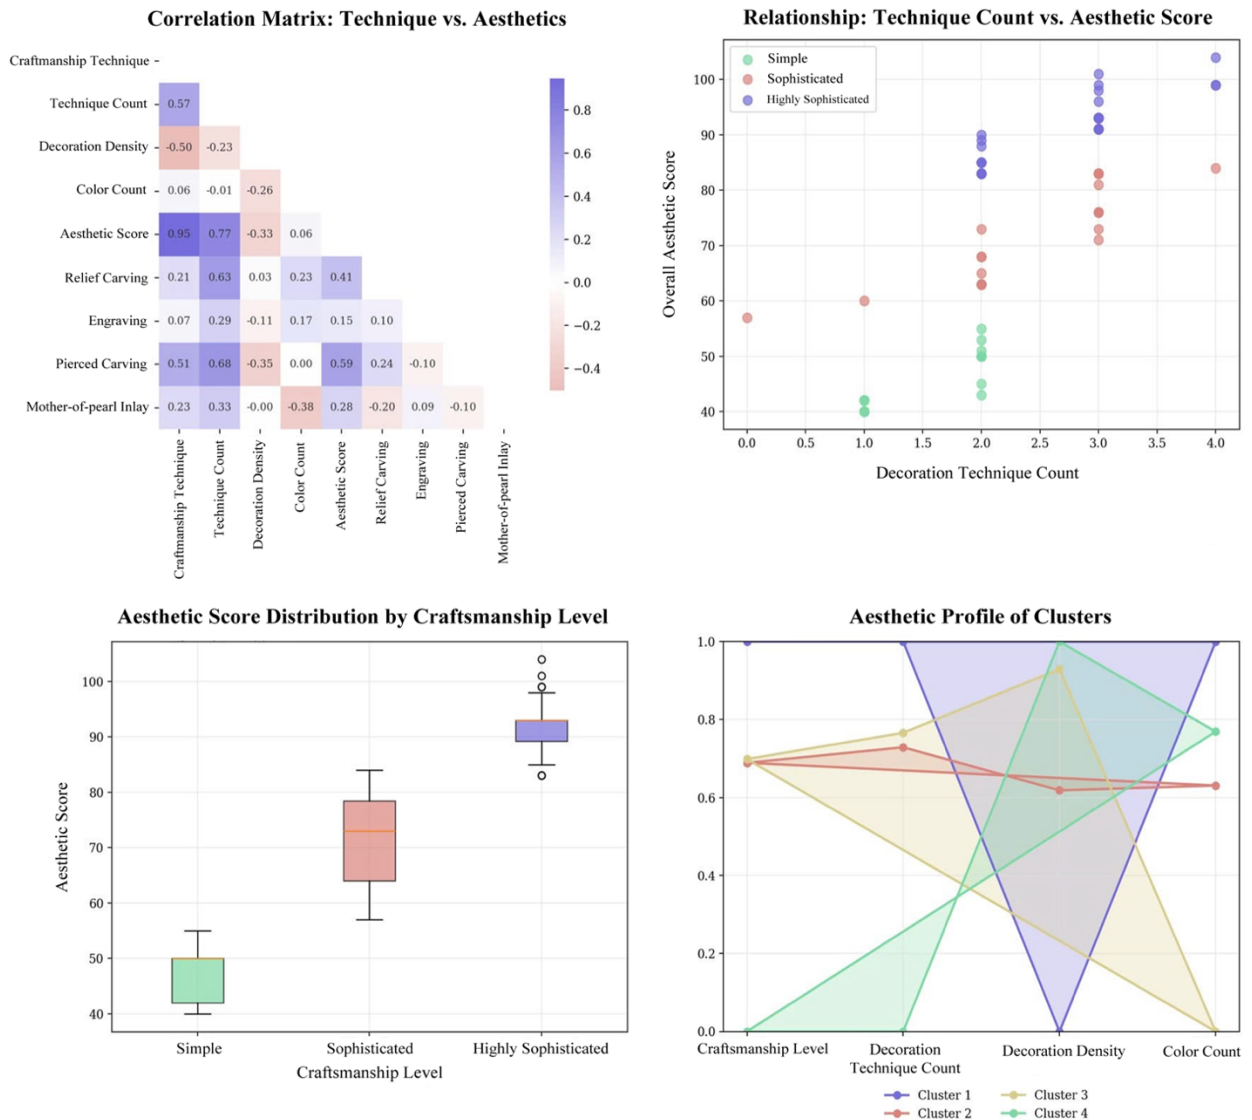 Correlation Matrix: Technique vs. Aesthetics
Craftmanship Technique
Technique Count
0.57
Decoration Density
-0.50 -0.23
Color Count
0.06 -0.01 -0.26
Aesthetic Score
0.95 0.77 -0.33 0.06
Relief Carving
0.21 0.63 0.03 0.23 0.41
Engraving
0.07 0.29 -0.11 0.17 0.15 0.10
Pierced Carving
0.51 0.68 -0.35 0.00 0.59 0.24 -0.10
Mother-of-pearl Inlay
0.23 0.33 -0.00 -0.38 0.28 -0.20 0.09 -0.10
Craftmanship Technique
Technique Count
Decoration Density
Color Count
Aesthetic Score
Relief Carving
Engraving
Pierced Carving
Mother-of-pearl Inlay
0.8
0.6
0.4
0.2
0.0
−0.2
−0.4
Relationship: Technique Count vs. Aesthetic Score
Simple
Sophisticated
Highly Sophisticated
Overall Aesthetic Score
100
90
80
70
60
50
40
0.0 0.5 1.0 1.5 2.0 2.5 3.0 3.5 4.0
Decoration Technique Count
Aesthetic Score Distribution by Craftsmanship Level
Aesthetic Score
100
90
80
70
60
50
40
Simple Sophisticated Highly Sophisticated
Craftsmanship Level
Aesthetic Profile of Clusters
1.0
0.8
0.6
0.4
0.2
0.0
Craftsmanship Level
Decoration
Technique Count
Decoration Density
Color Count
Cluster 1
Cluster 2
Cluster 3
Cluster 4